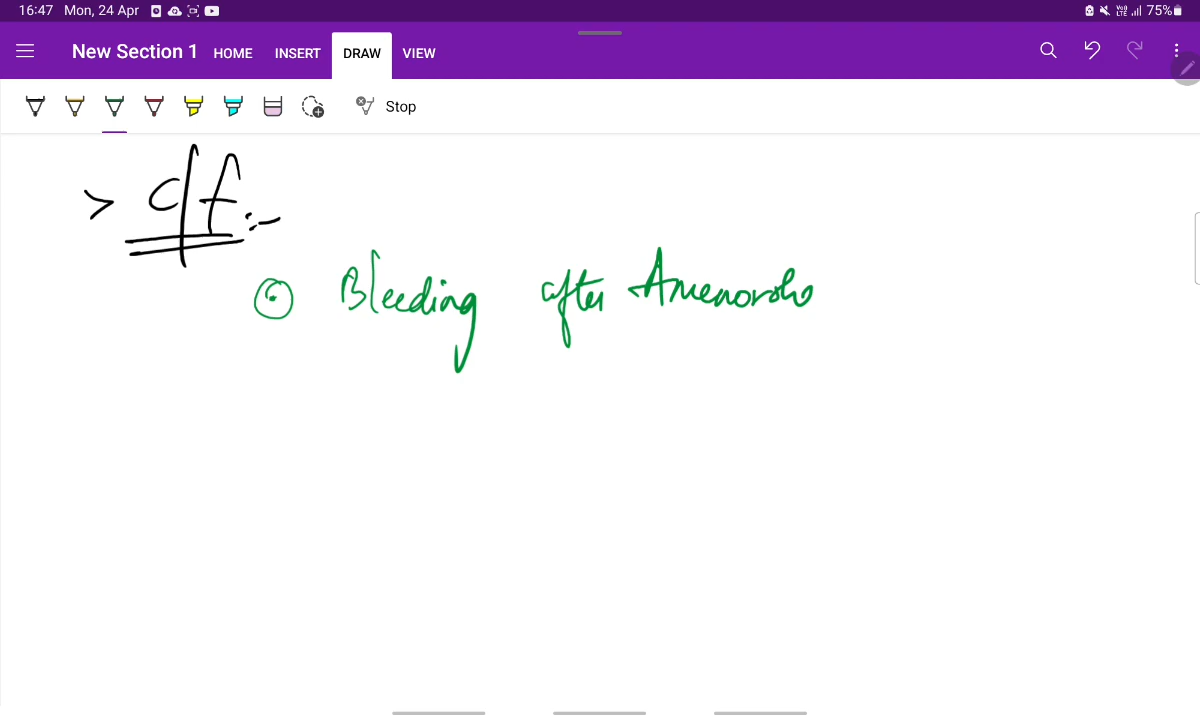 16:47 Mon, 24 Apr 75%
New Section 1 HOME INSERT DRAW VIEW
Stop
> c/f :-
Bleeding after Amenorrho